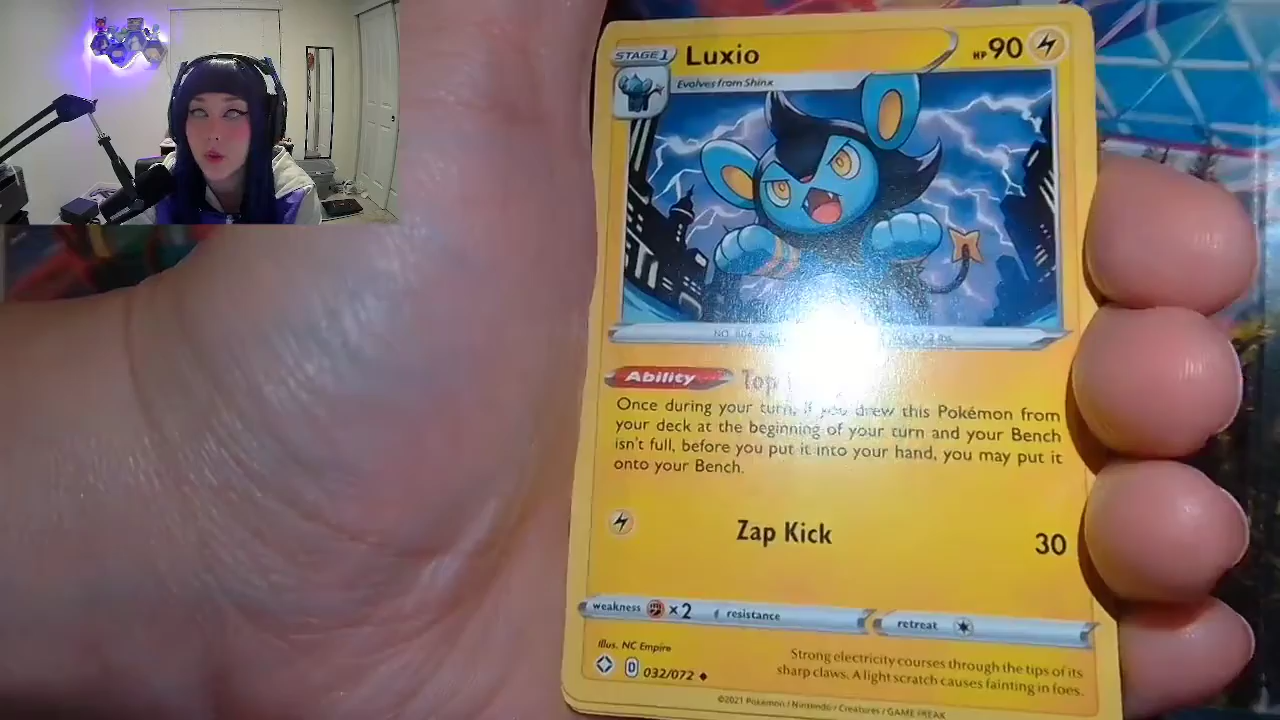 STAGE 1 Luxio HP 90
Evolves from Shinx
NO.
Ability Top
Once during your turn, if you drew this Pokémon from
your deck at the beginning of your turn and your Bench
isn't full, before you put it into your hand, you may put it
onto your Bench.
Zap Kick 30
weakness ×2 resistance retreat
Illus. NC Empire
D 032/072
Strong electricity courses through the tips of its
sharp claws. A light scratch causes fainting in foes.
©2021 Pokémon / Nintendo / Creatures / GAME FREAK